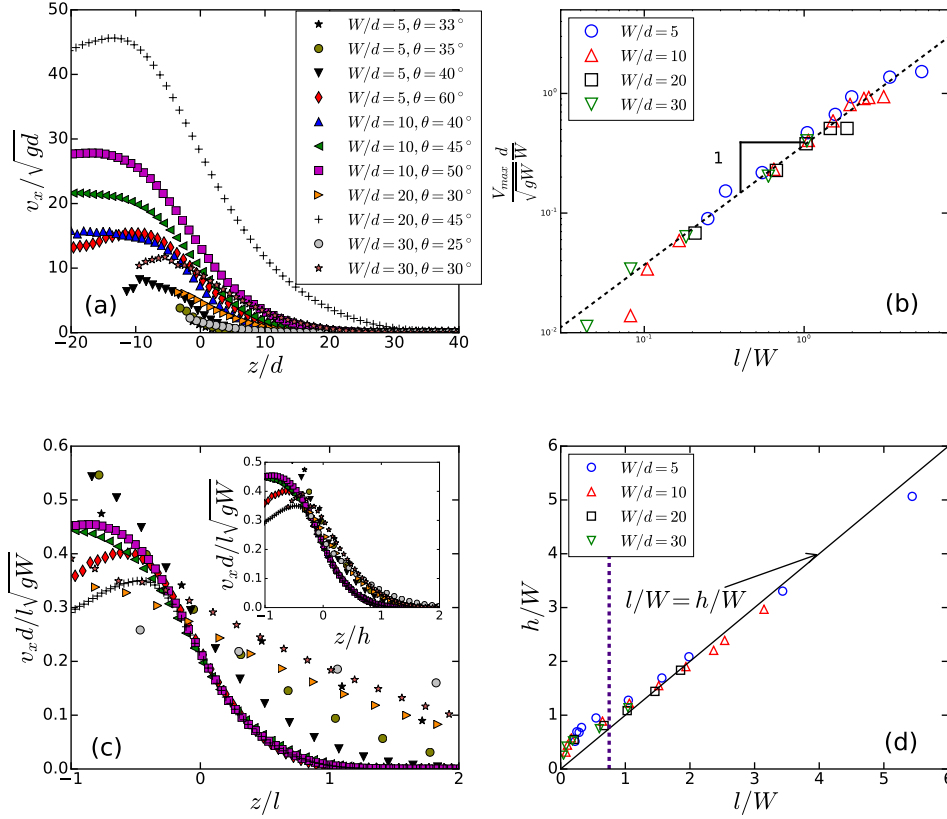 50
40
30
20
10
0
v_x/√gd
(a)
−20 −10 0 10 20 30 40
z/d
W/d=5,θ=33°
W/d=5,θ=35°
W/d=5,θ=40°
W/d=5,θ=60°
W/d=10,θ=40°
W/d=10,θ=45°
W/d=10,θ=50°
W/d=20,θ=30°
W/d=20,θ=45°
W/d=30,θ=25°
W/d=30,θ=30°
10^0
10^-1
10^-2
V_max/√gW d/W
W/d=5
W/d=10
W/d=20
W/d=30
1
(b)
10^-1 10^0
l/W
0.6
0.5
0.4
0.3
0.2
0.1
0.0
v_x d/l√gW
(c)
−1 0 1 2
z/l
0.5
0.4
0.3
0.2
0.1
0.0
v_x d/l√gW
−1 0 1 2
z/h
6
5
4
3
2
1
0
h/W
W/d=5
W/d=10
W/d=20
W/d=30
l/W=h/W
(d)
0 1 2 3 4 5 6
l/W